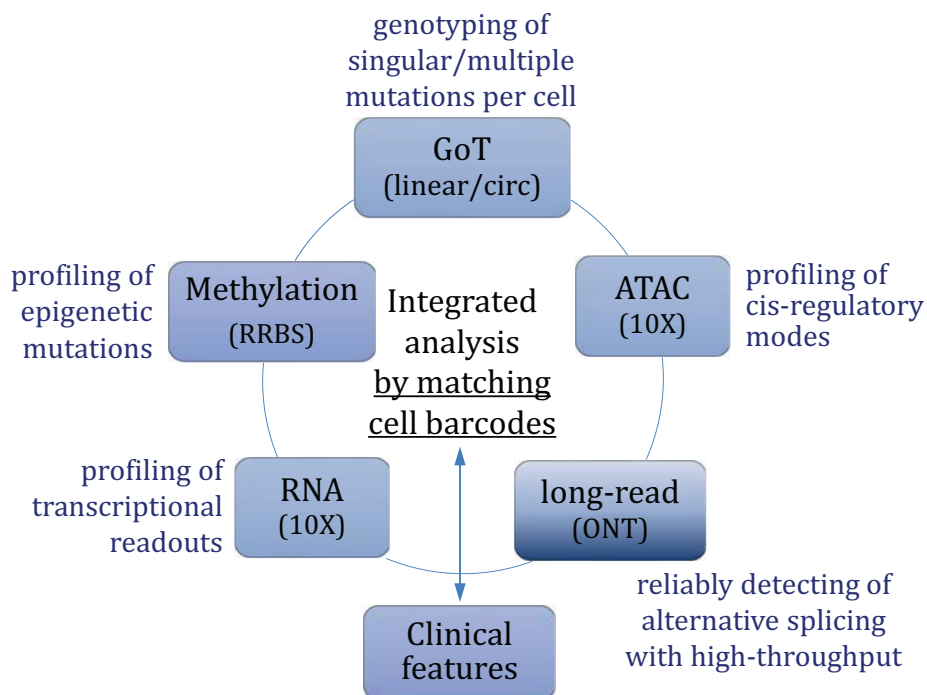 genotyping of
singular/multiple
mutations per cell
GoT
(linear/circ)
profiling of
epigenetic
mutations
Methylation
(RRBS)
Integrated
analysis
by matching
cell barcodes
ATAC
(10X)
profiling of
cis-regulatory
modes
profiling of
transcriptional
readouts
RNA
(10X)
long-read
(ONT)
reliably detecting of
alternative splicing
with high-throughput
Clinical
features